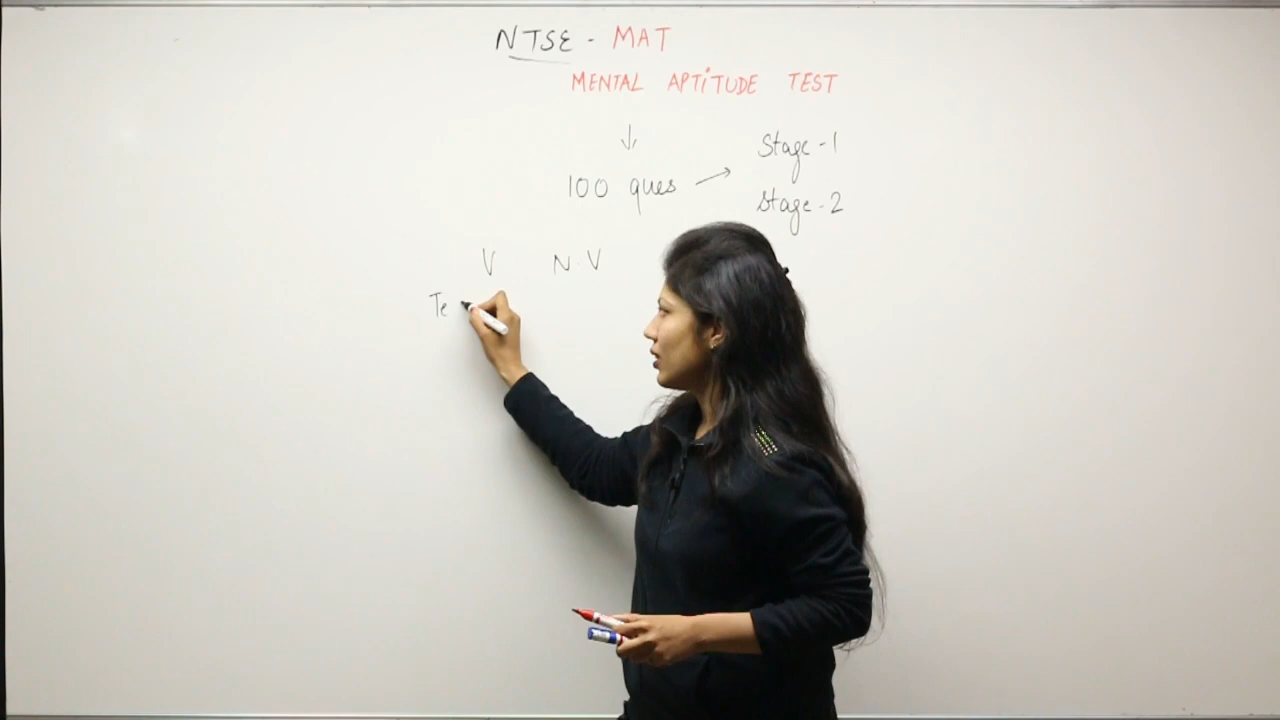 NTSE - MAT
MENTAL APTITUDE TEST
100 ques → Stage - 1
Stage - 2
V N.V
Te